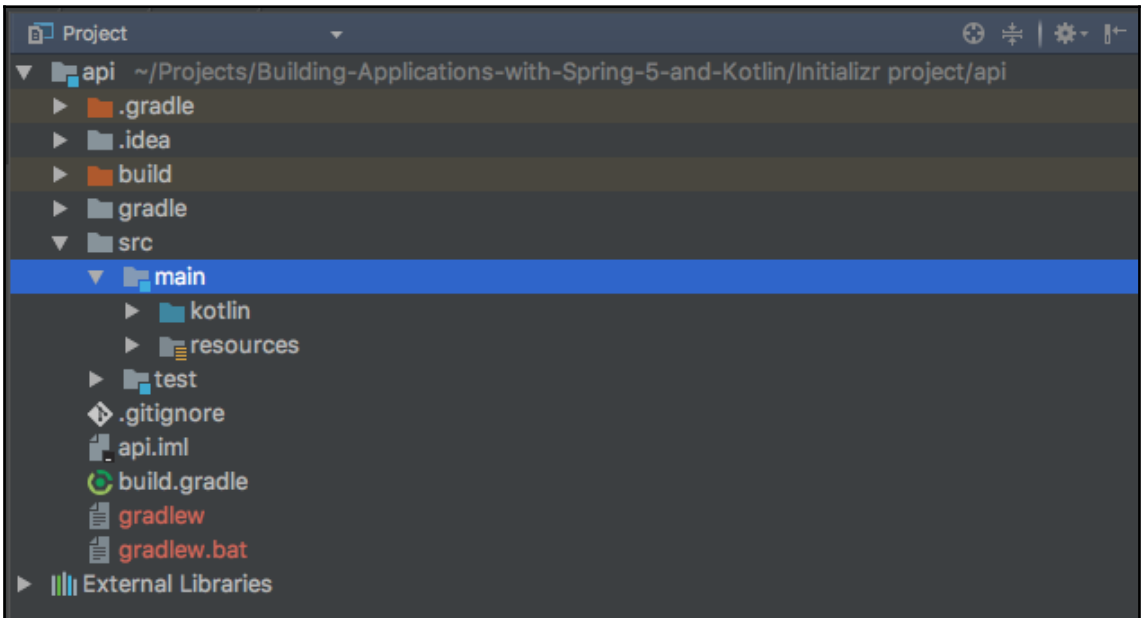 Project
api ~/Projects/Building-Applications-with-Spring-5-and-Kotlin/Initializr project/api
.gradle
.idea
build
gradle
src
main
kotlin
resources
test
.gitignore
api.iml
build.gradle
gradlew
gradlew.bat
External Libraries